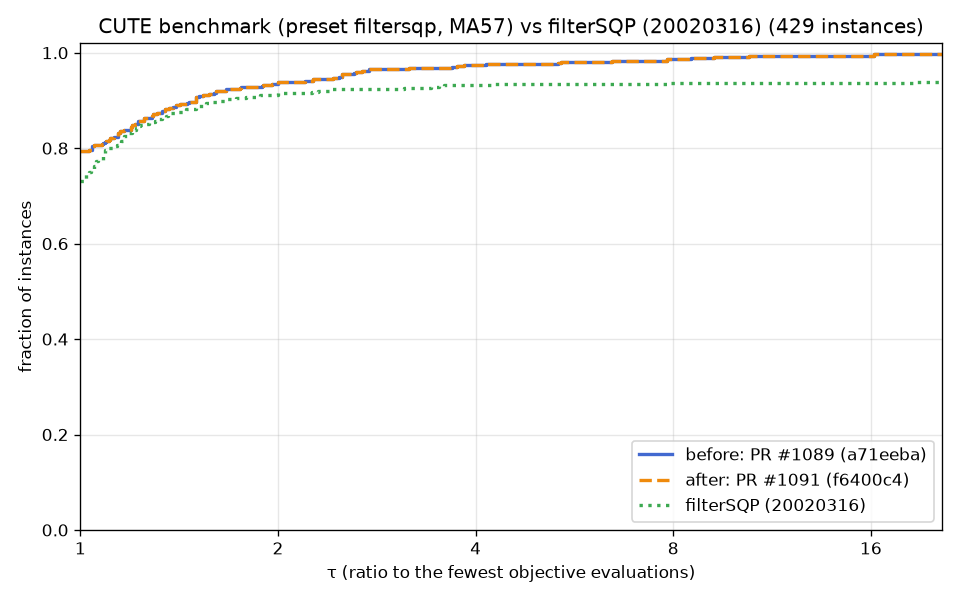 CUTE benchmark (preset filtersqp, MA57) vs filterSQP (20020316) (429 instances)
1.0
0.8
0.6
0.4
0.2
0.0
fraction of instances
1
2
4
8
16
τ (ratio to the fewest objective evaluations)
before: PR #1089 (a71eeba)
after: PR #1091 (f6400c4)
filterSQP (20020316)